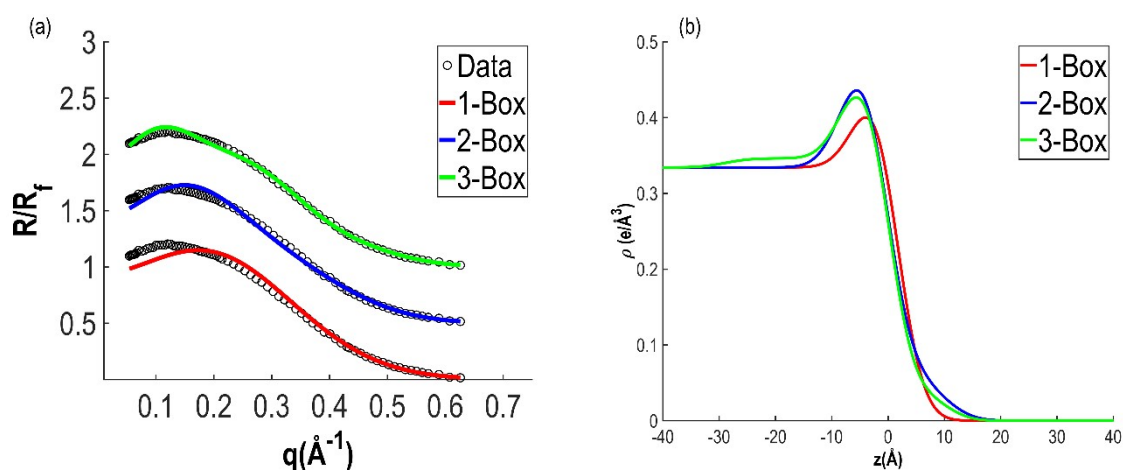 (a)
3
2.5
2
1.5
1
0.5
R/R_f
0.1 0.2 0.3 0.4 0.5 0.6 0.7
q(Å⁻¹)
Data
1-Box
2-Box
3-Box
(b)
0.5
0.4
0.3
0.2
0.1
0
ρ (e/Å³)
-40 -30 -20 -10 0 10 20 30 40
z(Å)
1-Box
2-Box
3-Box